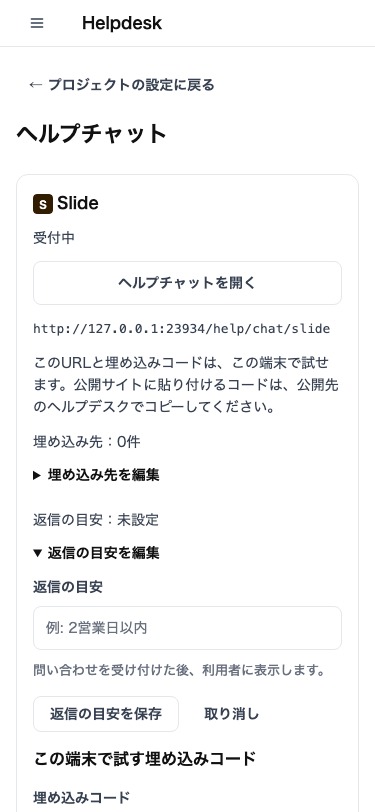 Helpdesk
← プロジェクトの設定に戻る
ヘルプチャット
S Slide
受付中
ヘルプチャットを開く
http://127.0.0.1:23934/help/chat/slide
このURLと埋め込みコードは、この端末で試せ
ます。公開サイトに貼り付けるコードは、公開先
のヘルプデスクでコピーしてください。
埋め込み先：0件
▶ 埋め込み先を編集
返信の目安：未設定
▼ 返信の目安を編集
返信の目安
例: 2営業日以内
問い合わせを受け付けた後、利用者に表示します。
返信の目安を保存 取り消し
この端末で試す埋め込みコード
埋め込みコード